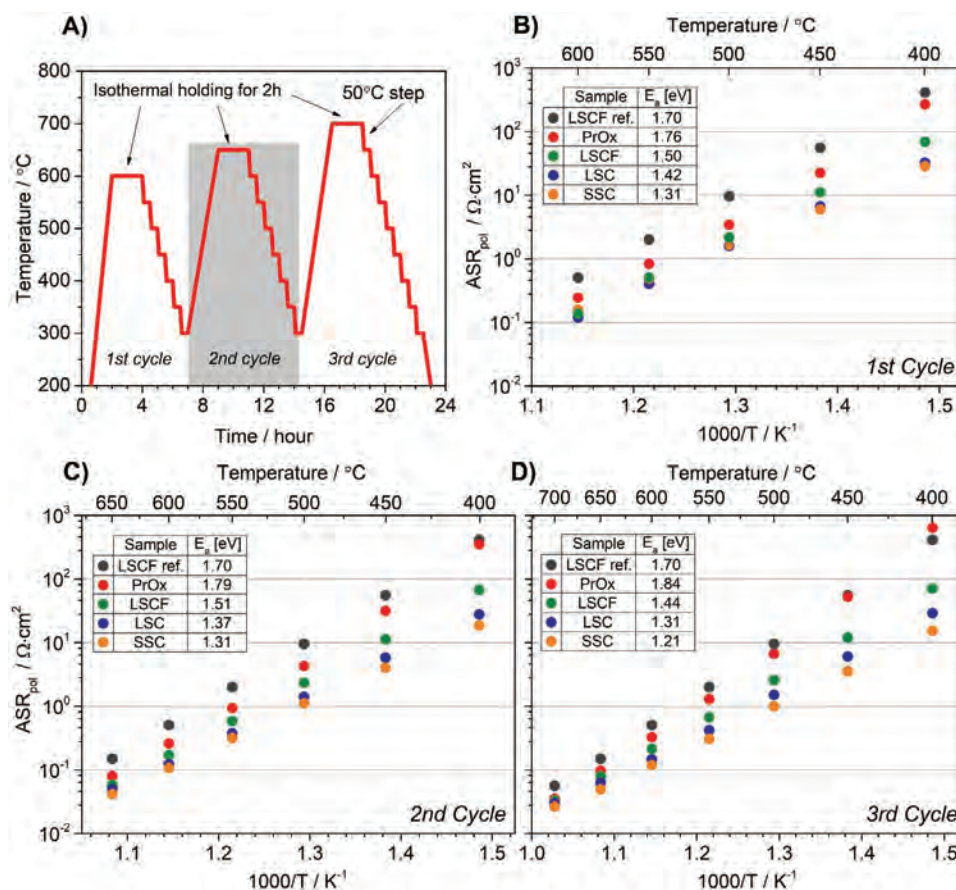 A)
800
700
600
500
400
300
200
Temperature / °C
Isothermal holding for 2h
50°C step
1st cycle
2nd cycle
3rd cycle
0 4 8 12 16 20 24
Time / hour
B)
Temperature / °C
600 550 500 450 400
10³
10²
10¹
10⁰
10⁻¹
10⁻²
ASRpol / Ω·cm²
Sample Ea [eV]
LSCF ref. 1.70
PrOx 1.76
LSCF 1.50
LSC 1.42
SSC 1.31
1st Cycle
1.1 1.2 1.3 1.4 1.5
1000/T / K⁻¹
C)
Temperature / °C
650 600 550 500 450 400
10³
10²
10¹
10⁰
10⁻¹
10⁻²
ASRpol / Ω·cm²
Sample Ea [eV]
LSCF ref. 1.70
PrOx 1.79
LSCF 1.51
LSC 1.37
SSC 1.31
2nd Cycle
1.1 1.2 1.3 1.4 1.5
1000/T / K⁻¹
D)
Temperature / °C
700 650 600 550 500 450 400
Sample Ea [eV]
LSCF ref. 1.70
PrOx 1.84
LSCF 1.44
LSC 1.31
SSC 1.21
3rd Cycle
1.0 1.1 1.2 1.3 1.4 1.5
1000/T / K⁻¹